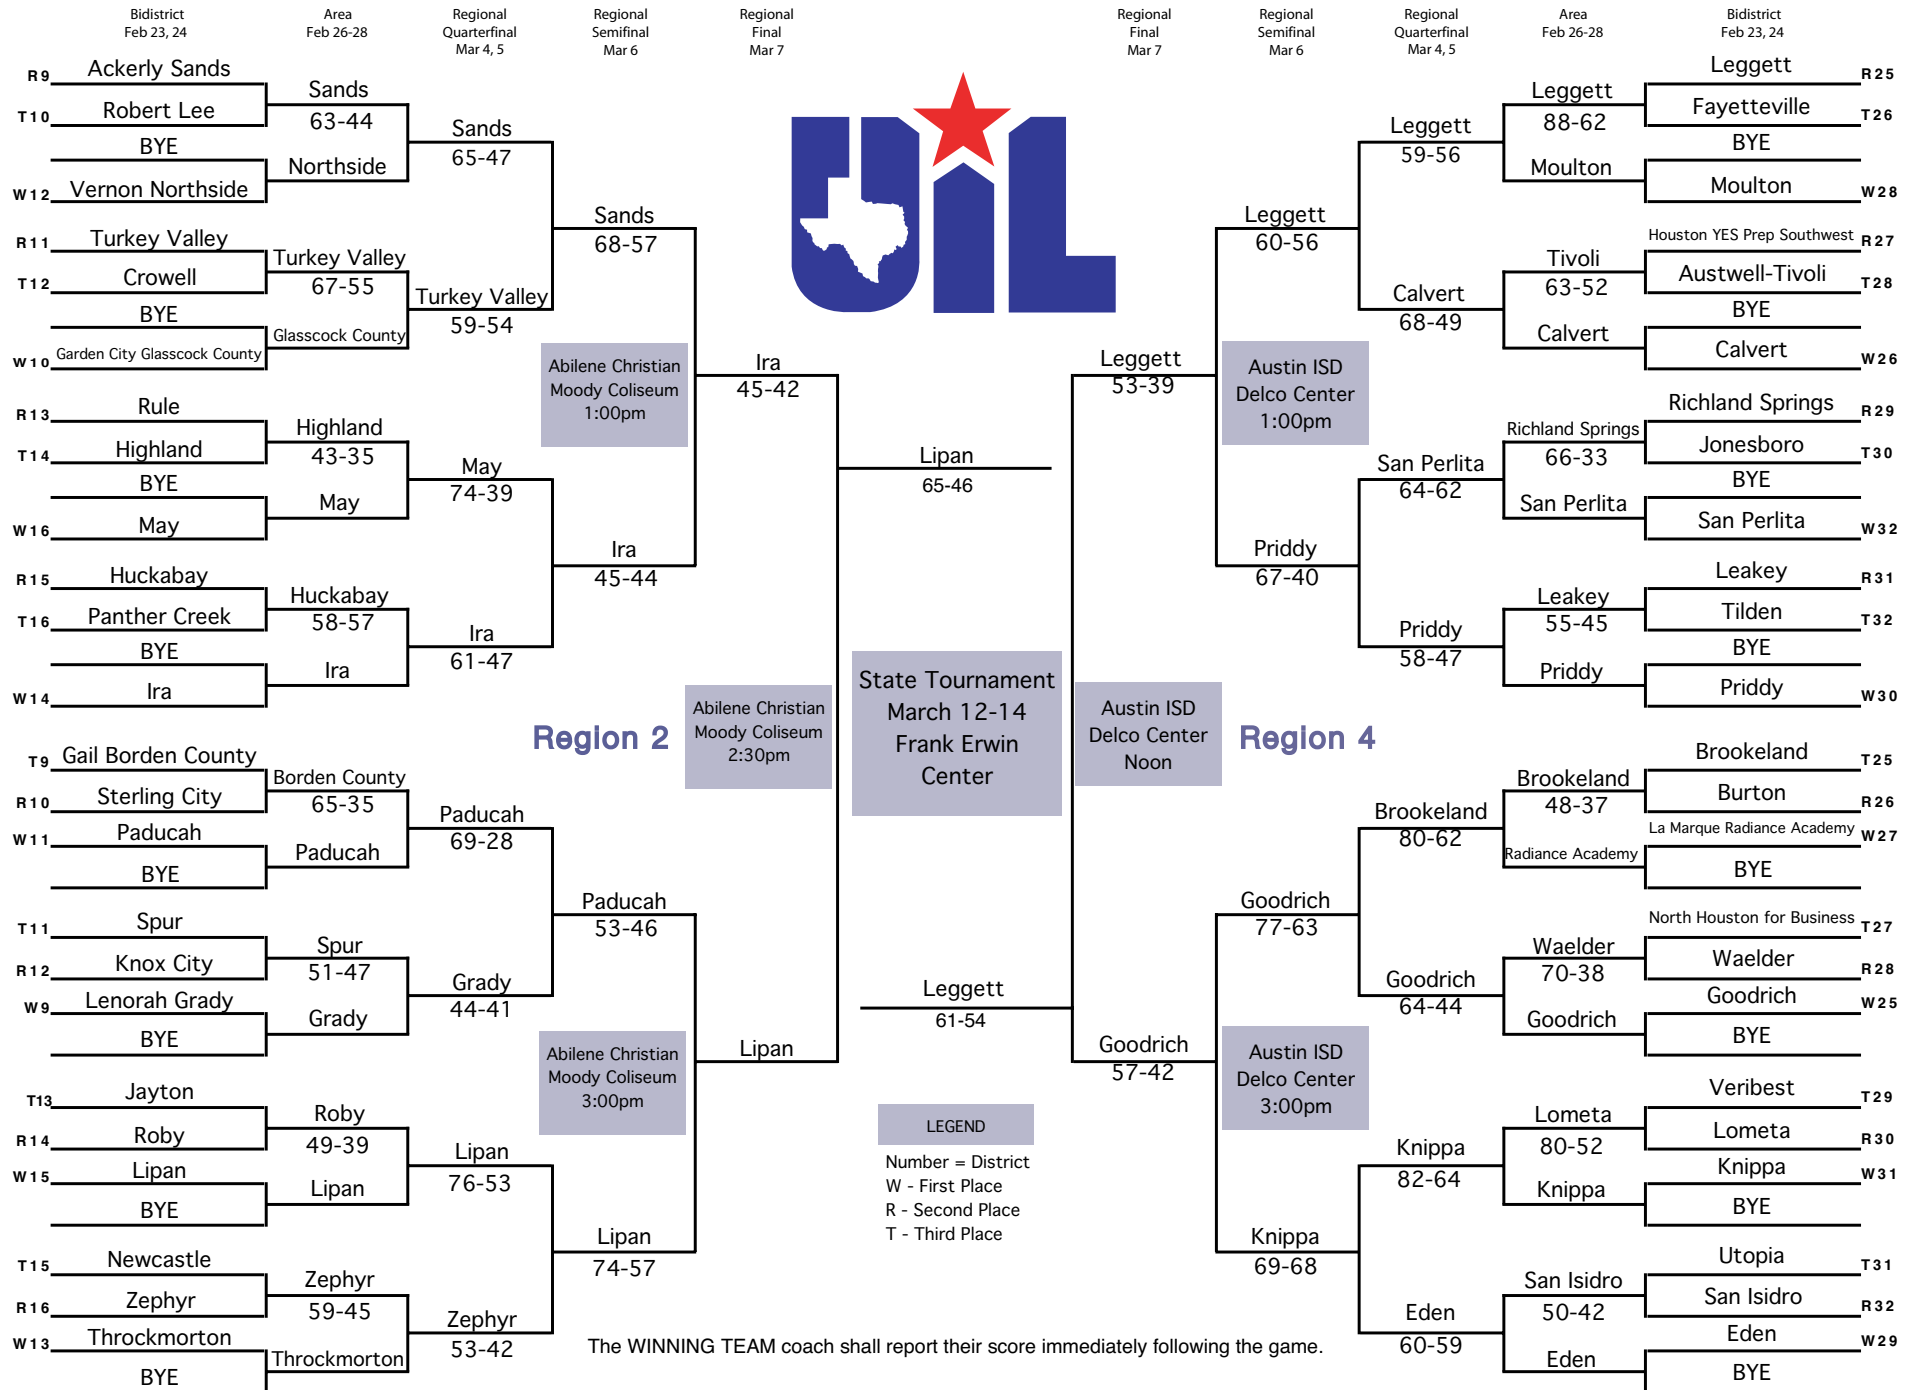 Bidistrict
Feb 23, 24
Area
Feb 26-28
Regional
Quarterfinal
Mar 4, 5
Regional
Semifinal
Mar 6
Regional
Final
Mar 7
Regional
Final
Mar 7
Regional
Semifinal
Mar 6
Regional
Quarterfinal
Mar 4, 5
Area
Feb 26-28
Bidistrict
Feb 23, 24
R9
Ackerly Sands
T10
Robert Lee
BYE
W12
Vernon Northside
R11
Turkey Valley
T12
Crowell
BYE
W10
Garden City Glasscock County
R13
Rule
T14
Highland
BYE
W16
May
R15
Huckabay
T16
Panther Creek
BYE
W14
Ira
T9
Gail Borden County
R10
Sterling City
W11
Paducah
BYE
T11
Spur
R12
Knox City
W9
Lenorah Grady
BYE
T13
Jayton
R14
Roby
W15
Lipan
BYE
T15
Newcastle
R16
Zephyr
W13
Throckmorton
BYE
Sands
63-44
Northside
Turkey Valley
67-55
Glasscock County
Highland
43-35
May
Huckabay
58-57
Ira
Borden County
65-35
Paducah
Spur
51-47
Grady
Roby
49-39
Lipan
Zephyr
59-45
Throckmorton
Sands
65-47
Turkey Valley
59-54
May
74-39
Ira
61-47
Paducah
69-28
Grady
44-41
Lipan
76-53
Zephyr
53-42
Sands
68-57
Abilene Christian
Moody Coliseum
1:00pm
Ira
45-44
Region 2
Paducah
53-46
Abilene Christian
Moody Coliseum
3:00pm
Lipan
74-57
Ira
45-42
Abilene Christian
Moody Coliseum
2:30pm
Lipan
UIL
Lipan
65-46
State Tournament
March 12-14
Frank Erwin
Center
Leggett
61-54
LEGEND
Number = District
W - First Place
R - Second Place
T - Third Place
Leggett
53-39
Austin ISD
Delco Center
Noon
Goodrich
57-42
Leggett
60-56
Austin ISD
Delco Center
1:00pm
Priddy
67-40
Region 4
Goodrich
77-63
Austin ISD
Delco Center
3:00pm
Knippa
69-68
Leggett
59-56
Calvert
68-49
San Perlita
64-62
Priddy
58-47
Brookeland
80-62
Goodrich
64-44
Knippa
82-64
Eden
60-59
Leggett
88-62
Moulton
Tivoli
63-52
Calvert
Richland Springs
66-33
San Perlita
Leakey
55-45
Priddy
Brookeland
48-37
Radiance Academy
Waelder
70-38
Goodrich
Lometa
80-52
Knippa
San Isidro
50-42
Eden
Leggett
R25
Fayetteville
T26
BYE
Moulton
W28
Houston YES Prep Southwest
R27
Austwell-Tivoli
T28
BYE
Calvert
W26
Richland Springs
R29
Jonesboro
T30
BYE
San Perlita
W32
Leakey
R31
Tilden
T32
BYE
Priddy
W30
Brookeland
T25
Burton
R26
La Marque Radiance Academy
W27
BYE
North Houston for Business
T27
Waelder
R28
Goodrich
W25
BYE
Veribest
T29
Lometa
R30
Knippa
W31
BYE
Utopia
T31
San Isidro
R32
Eden
W29
BYE
The WINNING TEAM coach shall report their score immediately following the game.